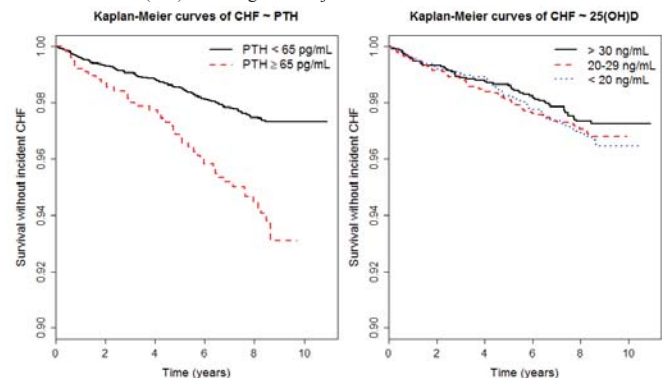 Kaplan-Meier curves of CHF ~ PTH
Survival without incident CHF
1.00
0.98
0.96
0.94
0.92
0.90
PTH < 65 pg/mL
PTH ≥ 65 pg/mL
0 2 4 6 8 10
Time (years)
Kaplan-Meier curves of CHF ~ 25(OH)D
Survival without incident CHF
1.00
0.98
0.96
0.94
0.92
0.90
> 30 ng/mL
20-29 ng/mL
< 20 ng/mL
0 2 4 6 8 10
Time (years)